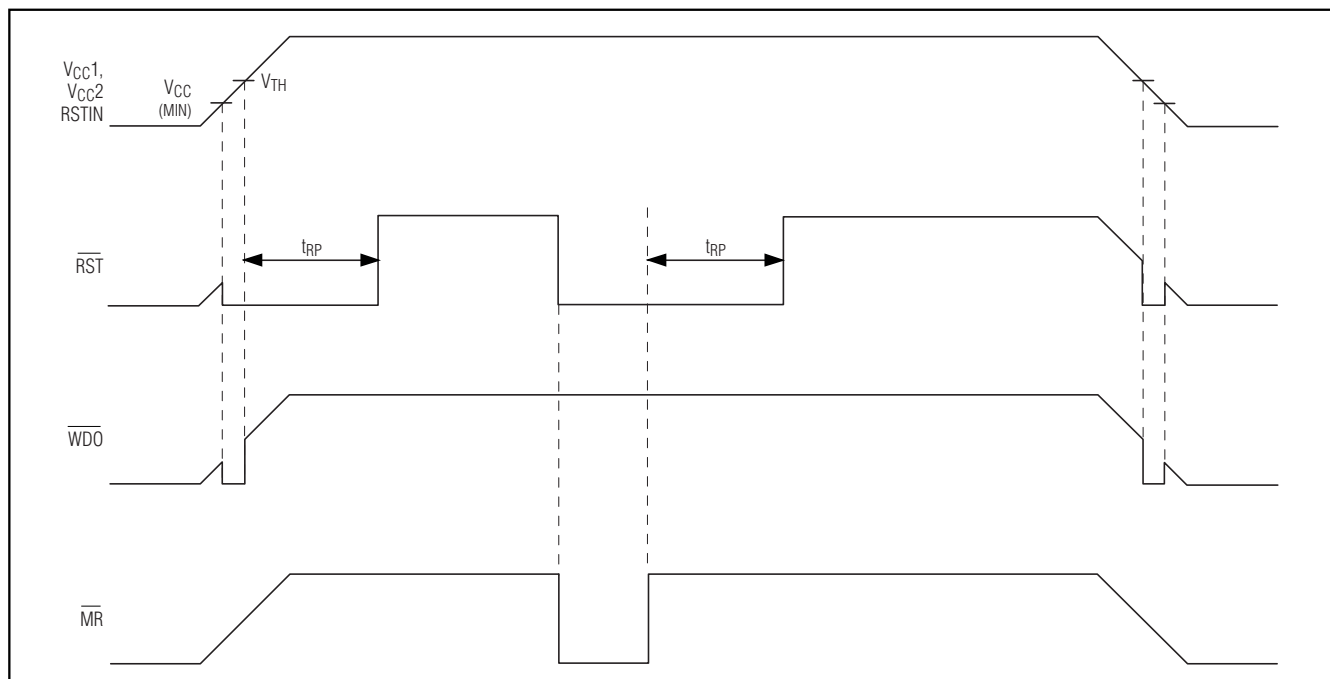 VCC1,
VCC2
RSTIN
VCC
(MIN)
VTH
tRP
tRP
RST
WDO
MR